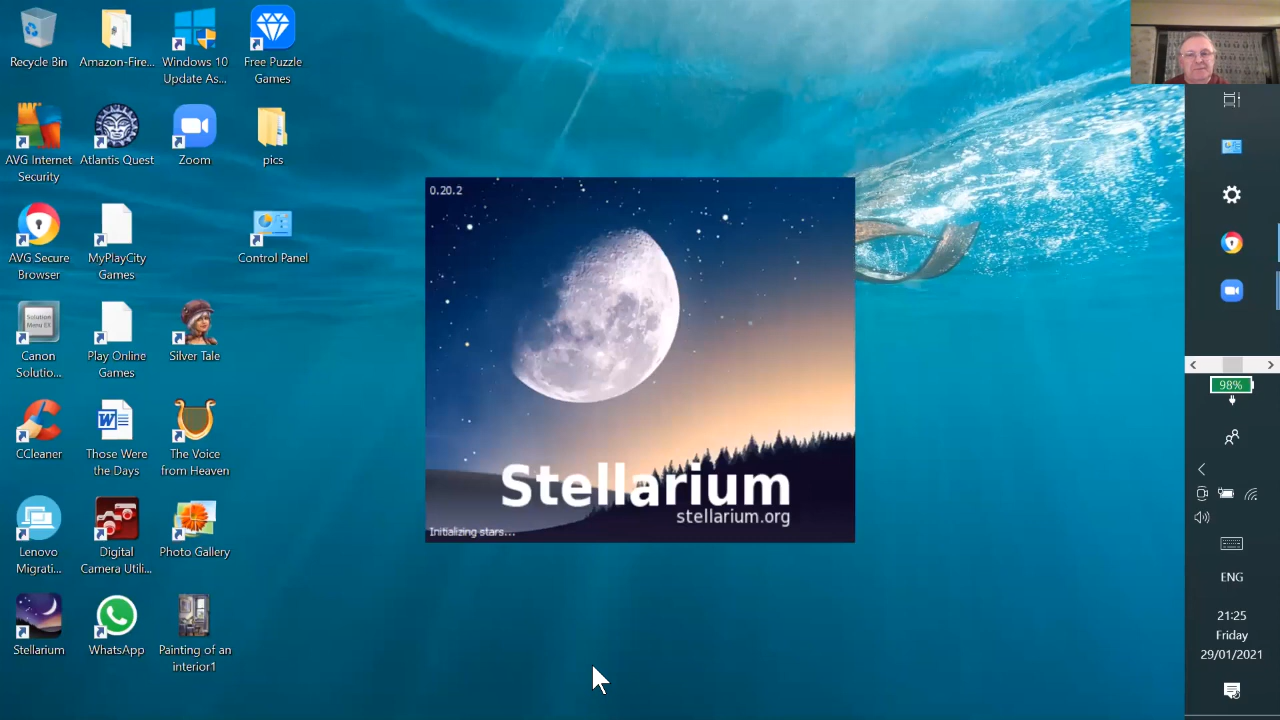 Recycle Bin
Amazon-Fire...
Windows 10
Update As...
Free Puzzle
Games
AVG Internet
Security
Atlantis Quest
Zoom
pics
AVG Secure
Browser
MyPlayCity
Games
Control Panel
Solution
Menu EX
Canon
Solutio...
Play Online
Games
Silver Tale
CCleaner
Those Were
the Days
The Voice
from Heaven
Lenovo
Migrati...
Digital
Camera Utili...
Photo Gallery
Stellarium
WhatsApp
Painting of an
interior1
0.20.2
Stellarium
stellarium.org
Initializing stars...
98%
ENG
21:25
Friday
29/01/2021